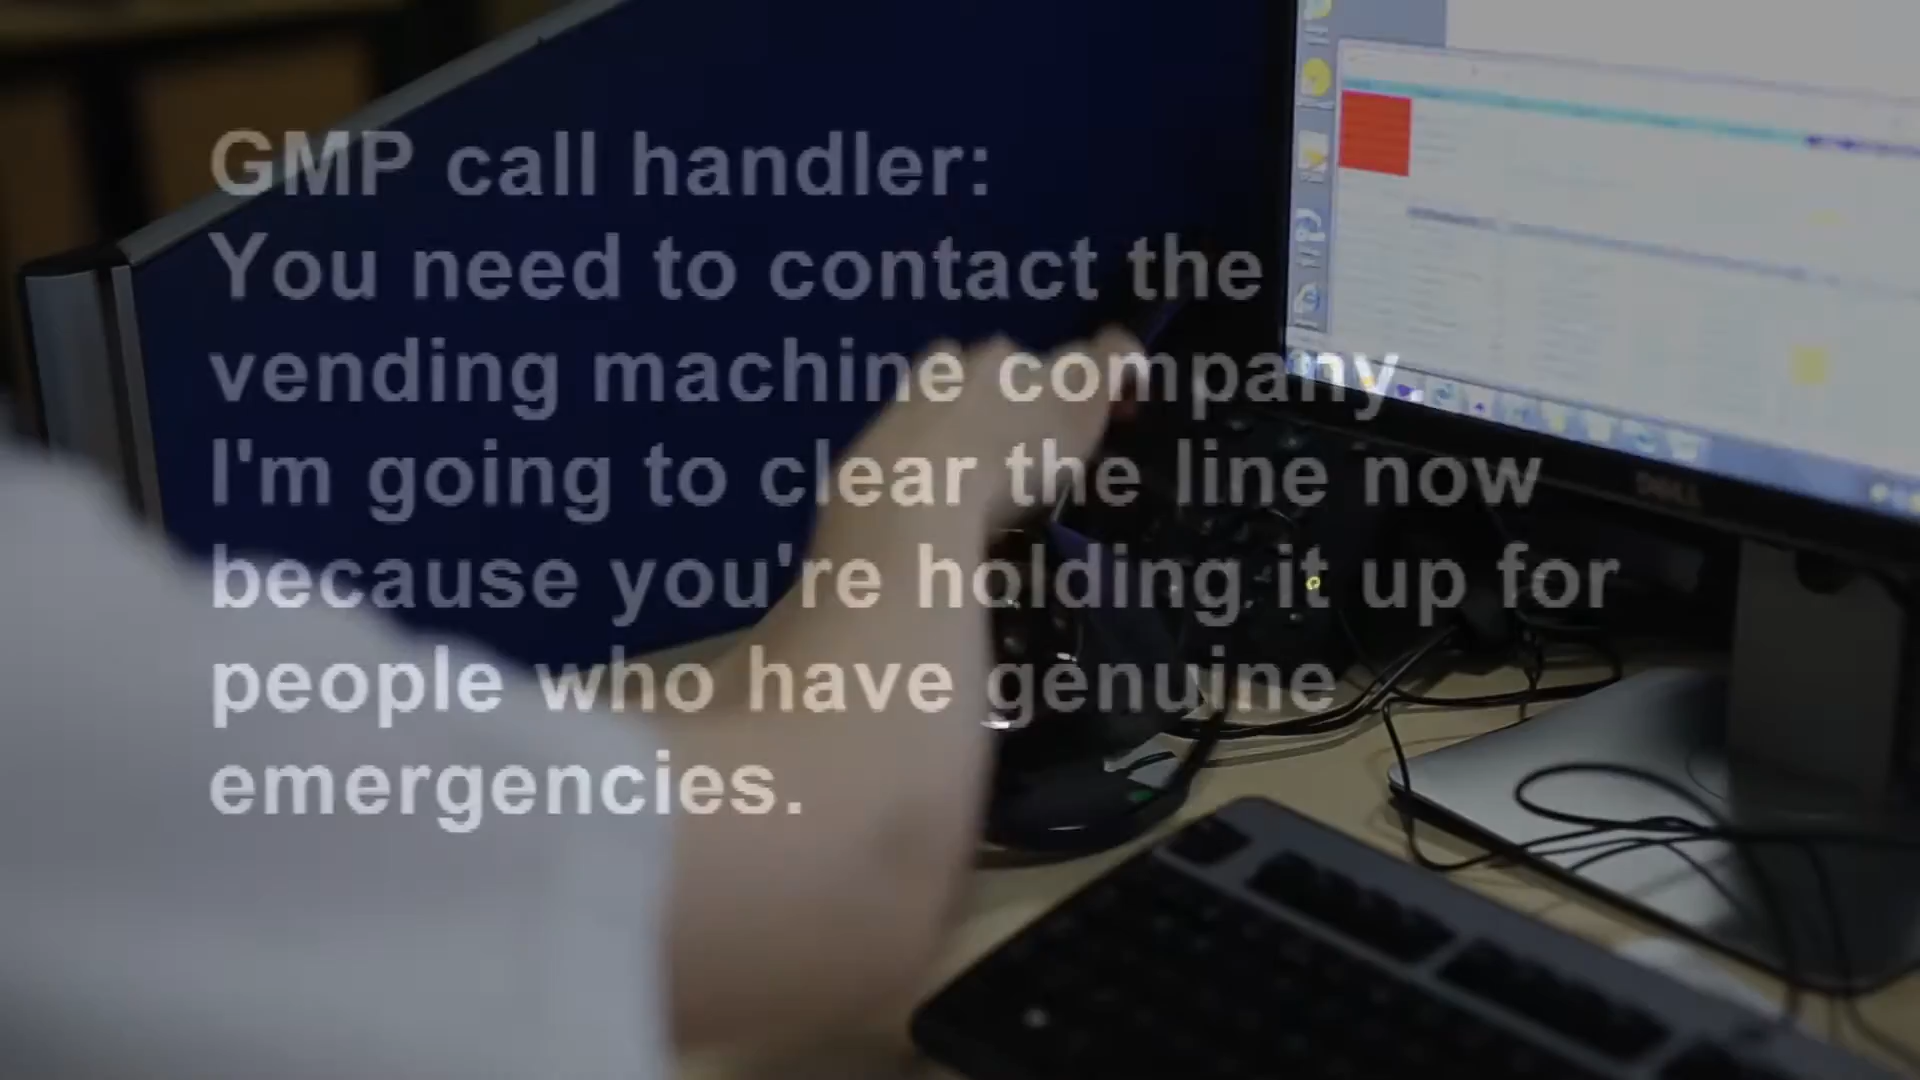 GMP call handler:
You need to contact the
vending machine company.
I'm going to clear the line now
because you're holding it up for
people who have genuine
emergencies.
DELL